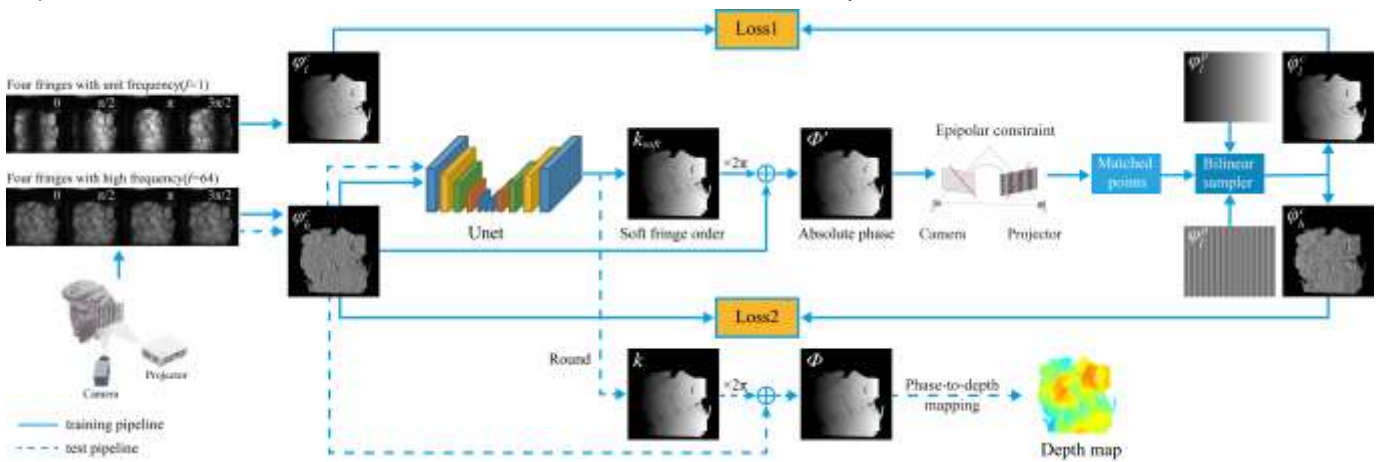 Loss1
Four fringes with unit frequency(f=1)
0 π/2 π 3π/2
φ
Four fringes with high frequency(f=64)
0 π/2 π 3π/2
φ
Unet
k_soft
×2π
Soft fringe order
Φ'
Absolute phase
Epipolar constraint
Camera
Projector
Matched
points
Bilinear
sampler
Loss2
Camera
Projector
Round
k
×2π
Φ
Phase-to-depth
mapping
Depth map
training pipeline
test pipeline